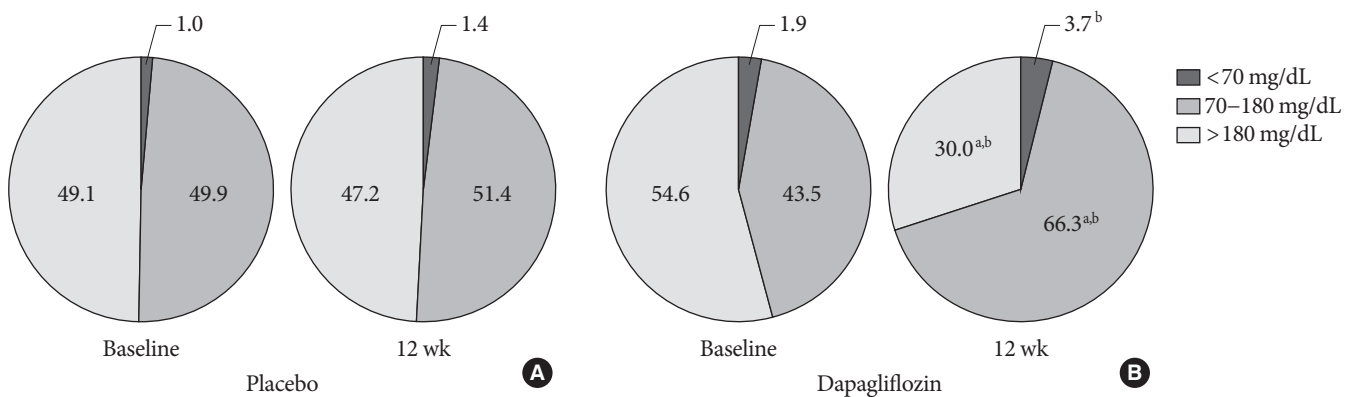 1.0
1.4
1.9
3.7 b
<70 mg/dL
70–180 mg/dL
>180 mg/dL
49.1
49.9
47.2
51.4
54.6
43.5
30.0a,b
66.3a,b
Baseline
12 wk
Baseline
12 wk
Placebo
A
Dapagliflozin
B